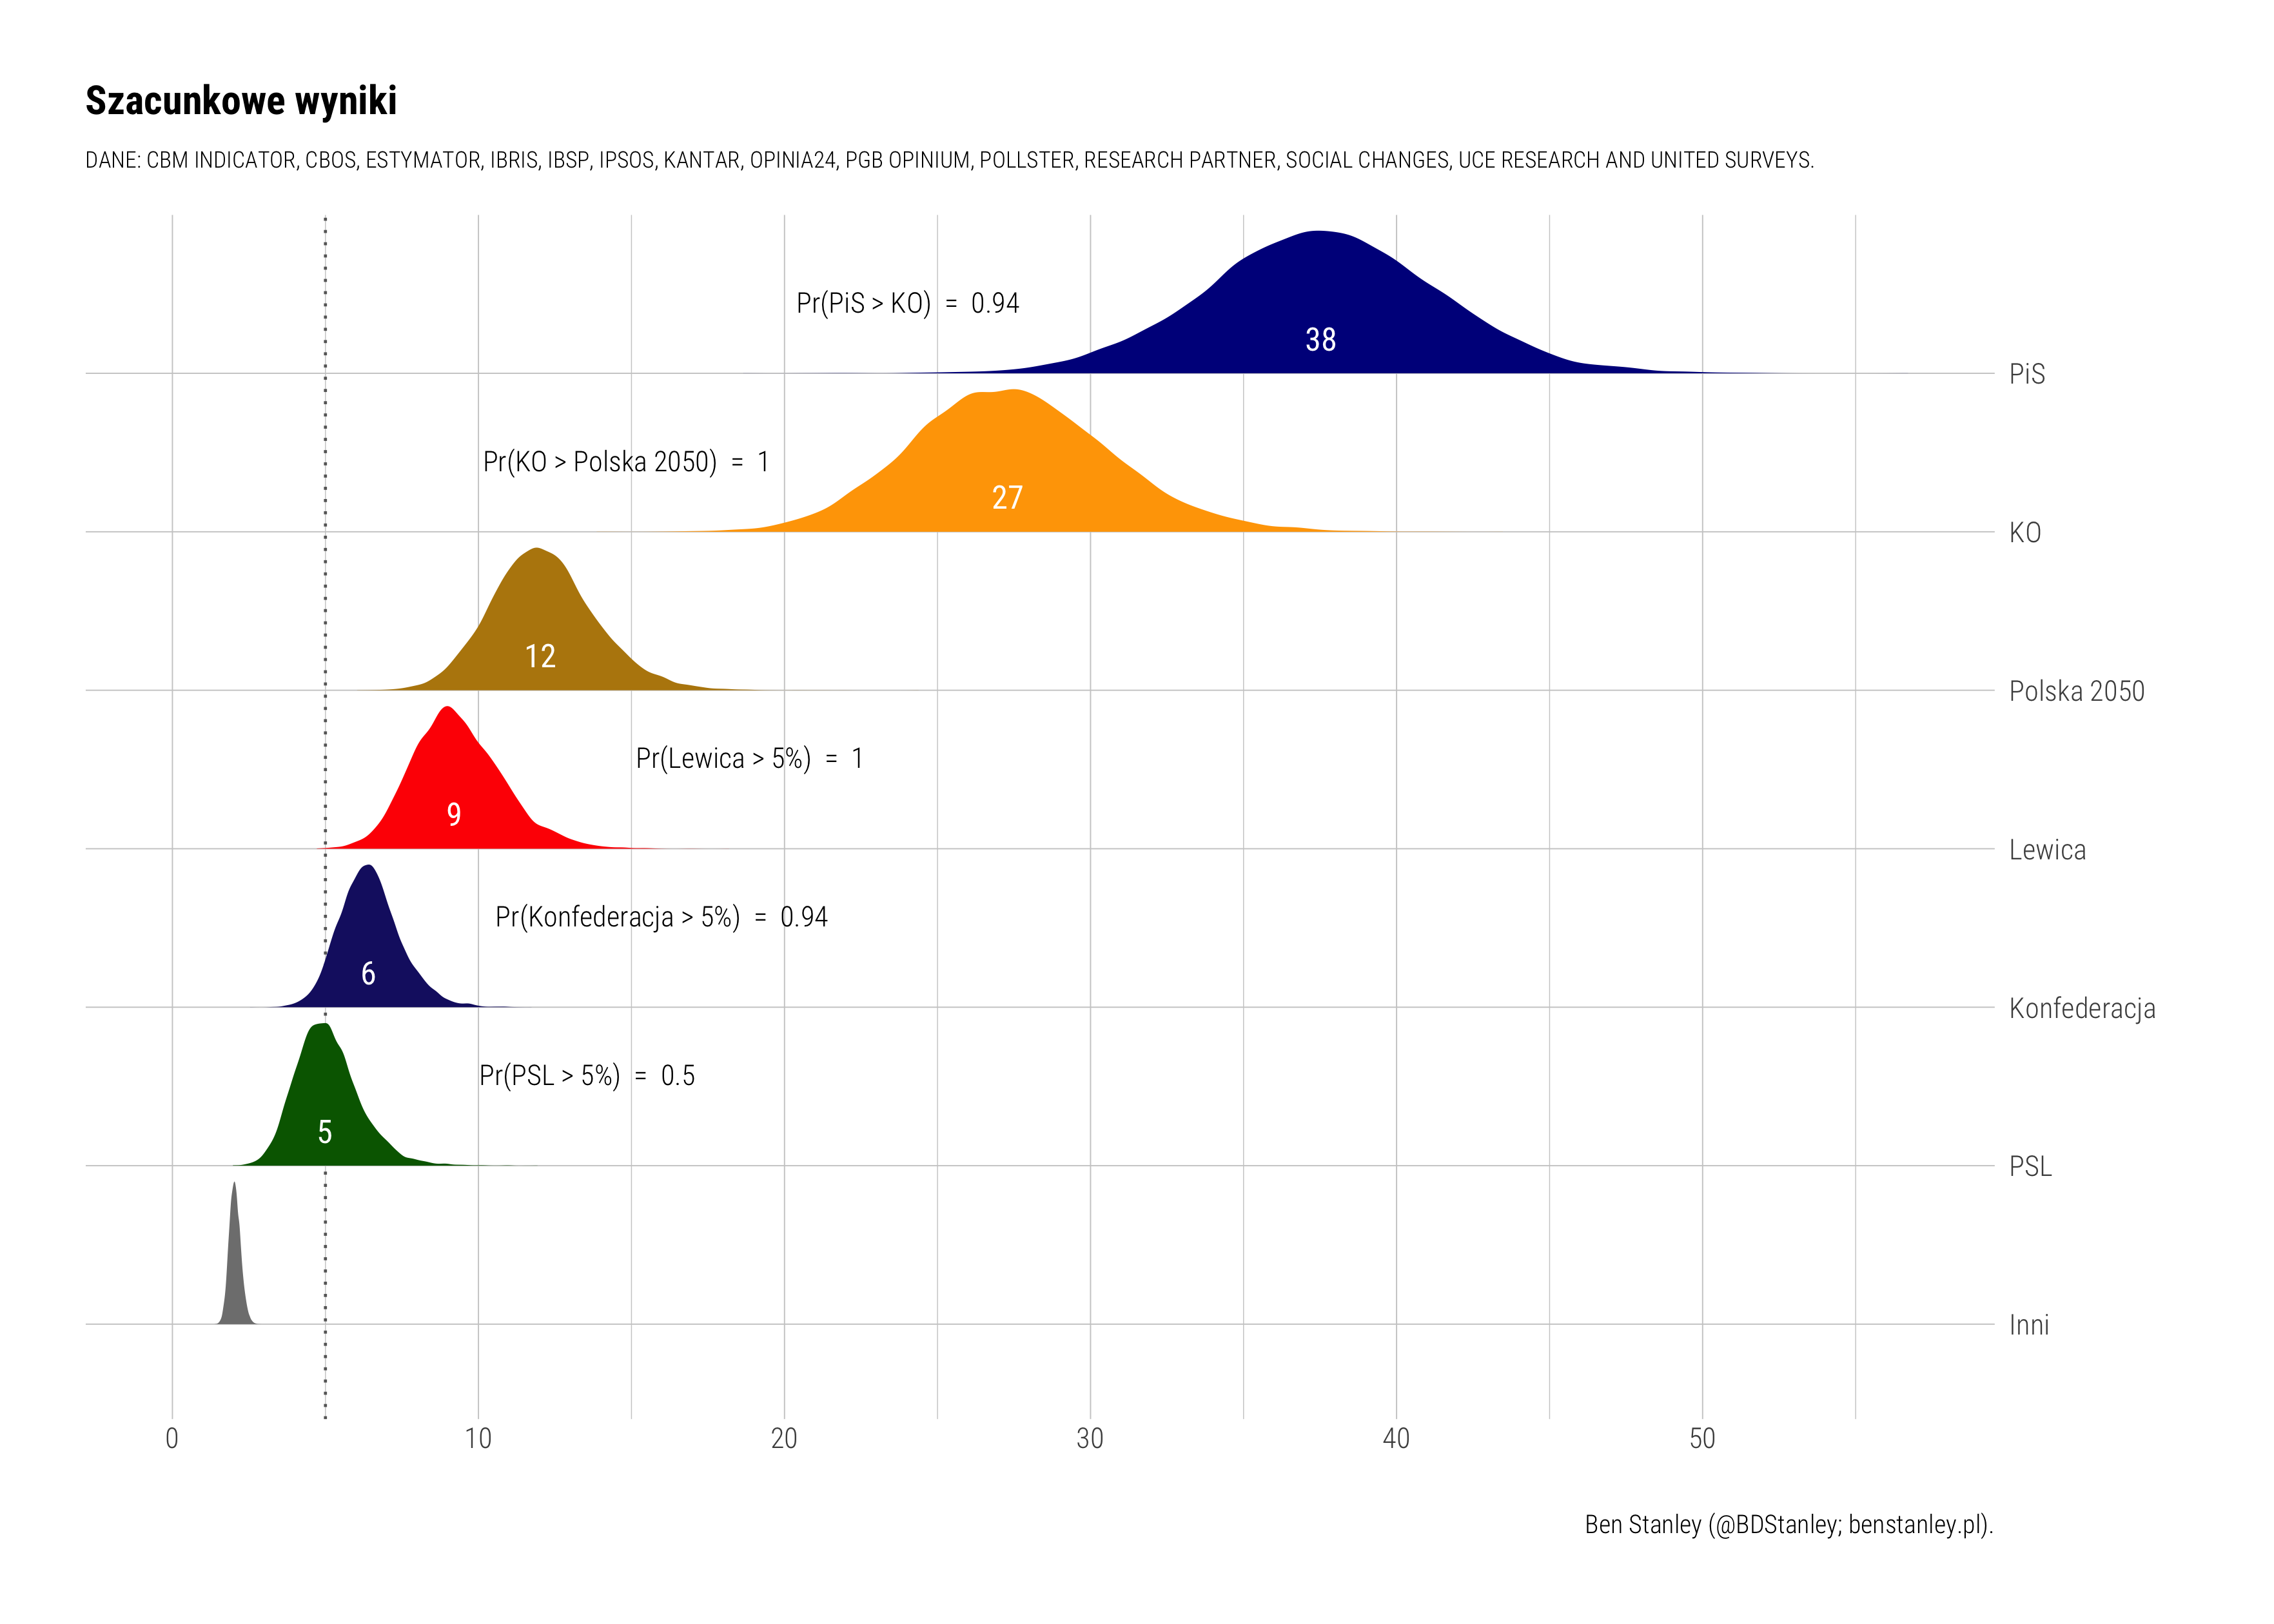 Szacunkowe wyniki
DANE: CBM INDICATOR, CBOS, ESTYMATOR, IBRIS, IBSP, IPSOS, KANTAR, OPINIA24, PGB OPINIUM, POLLSTER, RESEARCH PARTNER, SOCIAL CHANGES, UCE RESEARCH AND UNITED SURVEYS.
Pr(PiS > KO) = 0.94
38
PiS
Pr(KO > Polska 2050) = 1
27
KO
12
Polska 2050
Pr(Lewica > 5%) = 1
9
Lewica
Pr(Konfederacja > 5%) = 0.94
6
Konfederacja
Pr(PSL > 5%) = 0.5
5
PSL
Inni
0 10 20 30 40 50
Ben Stanley (@BDStanley; benstanley.pl).